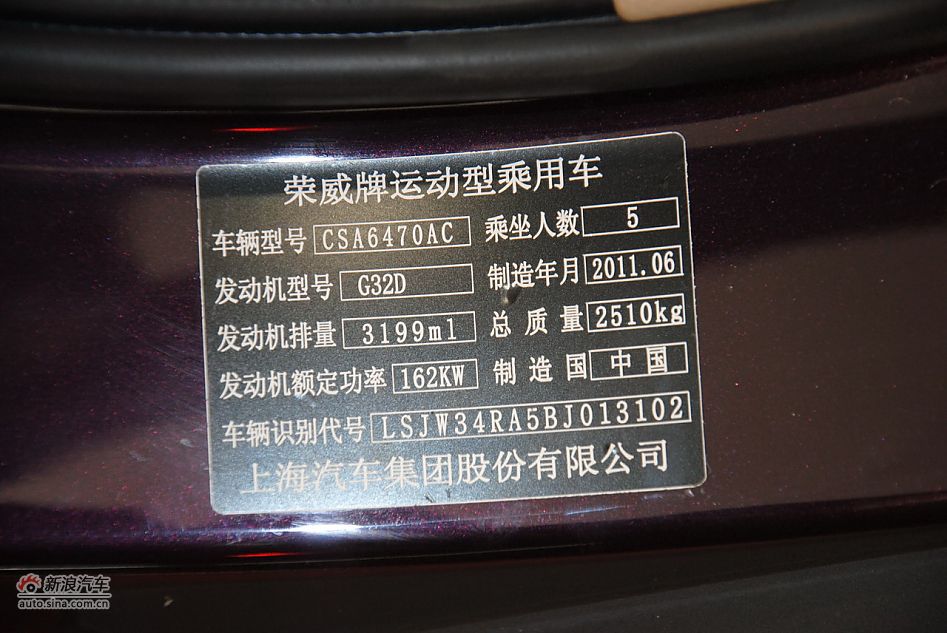 荣威牌运动型乘用车
车辆型号 CSA6470AC 乘坐人数 5
发动机型号 G32D 制造年月 2011.06
发动机排量 3199ml 总质量 2510kg
发动机额定功率 162KW 制造国 中国
车辆识别代号 LSJW34RA5BJ013102
上海汽车集团股份有限公司
新浪汽车
auto.sina.com.cn